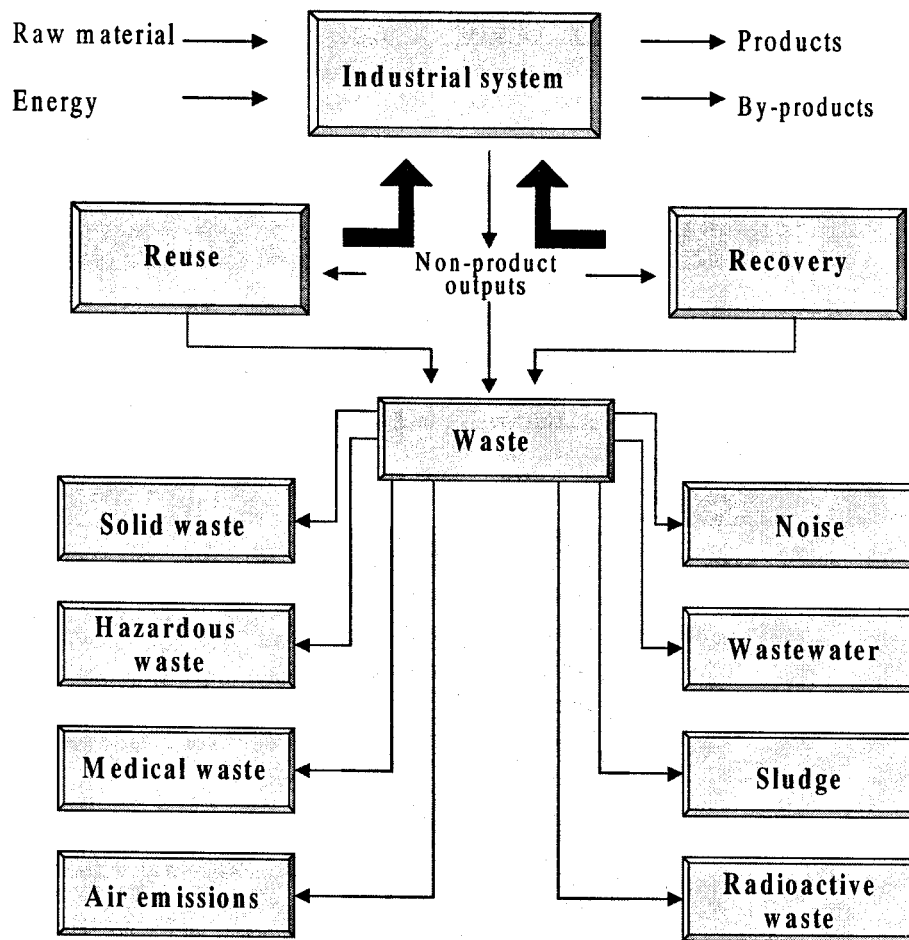 Raw material
Products
Industrial system
Energy
By-products
Reuse
Non-product
outputs
Recovery
Waste
Solid waste
Noise
Hazardous
waste
Wastewater
Medical waste
Sludge
Air emissions
Radioactive
waste